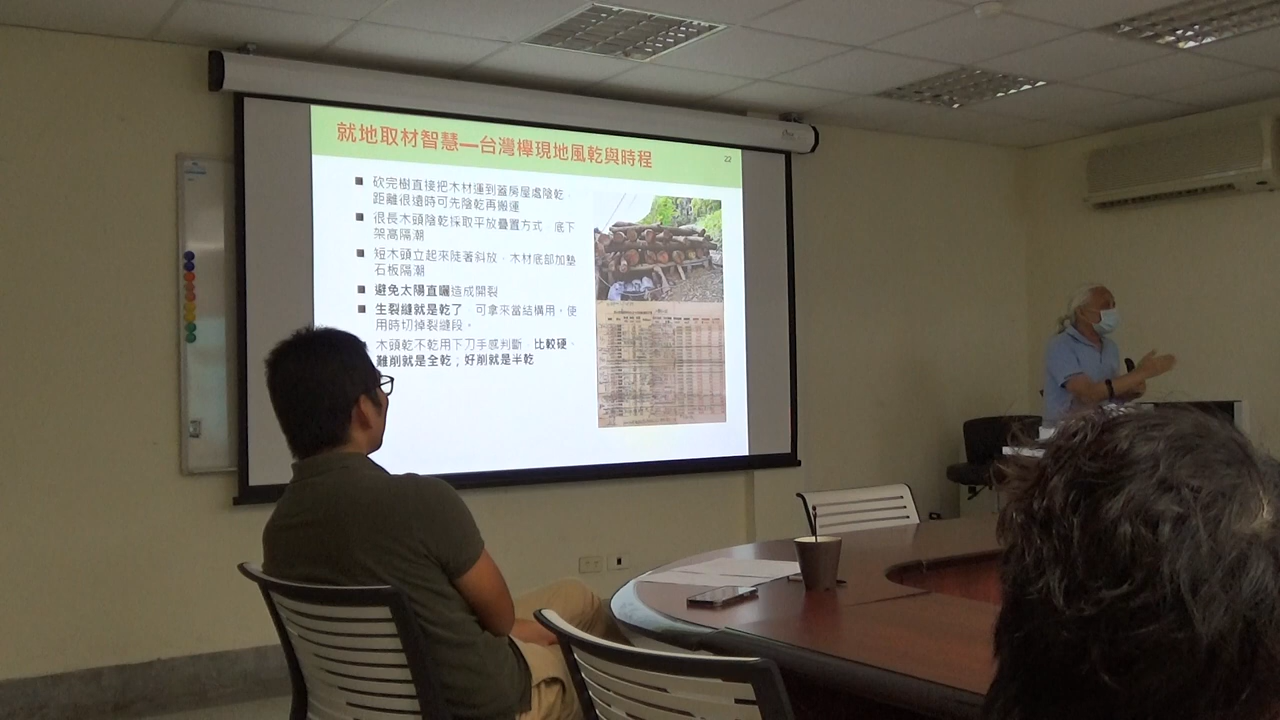 就地取材智慧—台灣櫸現地風乾與時程
22
砍完樹直接把木材運到蓋房屋處陰乾，
距離很遠時可先陰乾再搬運
很長木頭陰乾採取平放疊置方式，底下
架高隔潮
短木頭立起來陡著斜放，木材底部加墊
石板隔潮
避免太陽直曬造成開裂
生裂縫就是乾了，可拿來當結構用，使
用時切掉裂縫段。
木頭乾不乾用下刀手感判斷，比較硬、
難削就是全乾；好削就是半乾